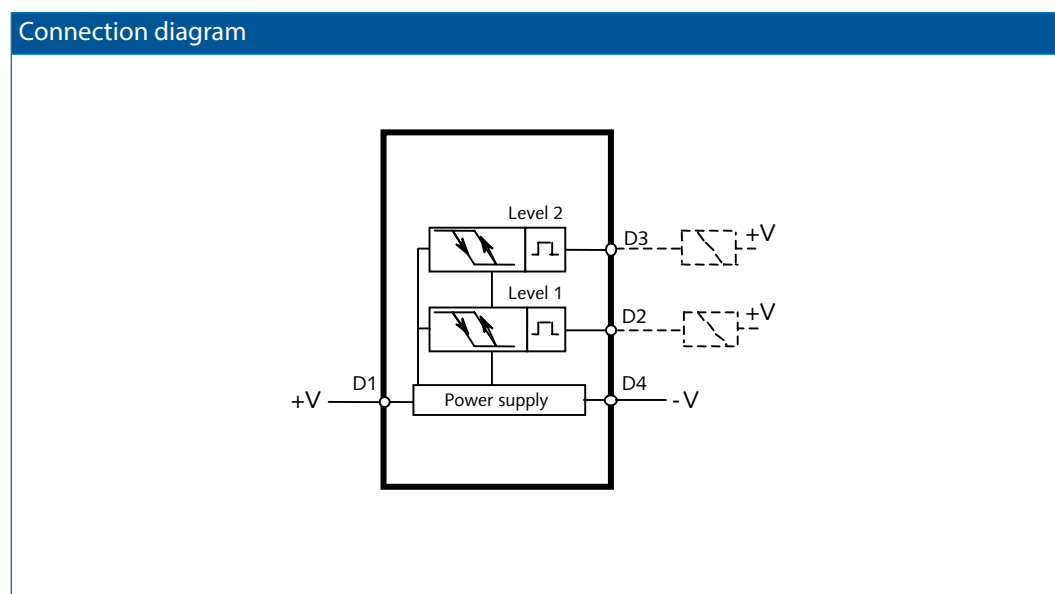 Connection diagram
Level 2
D3
+V
Level 1
D2
+V
D1
D4
+V
Power supply
-V